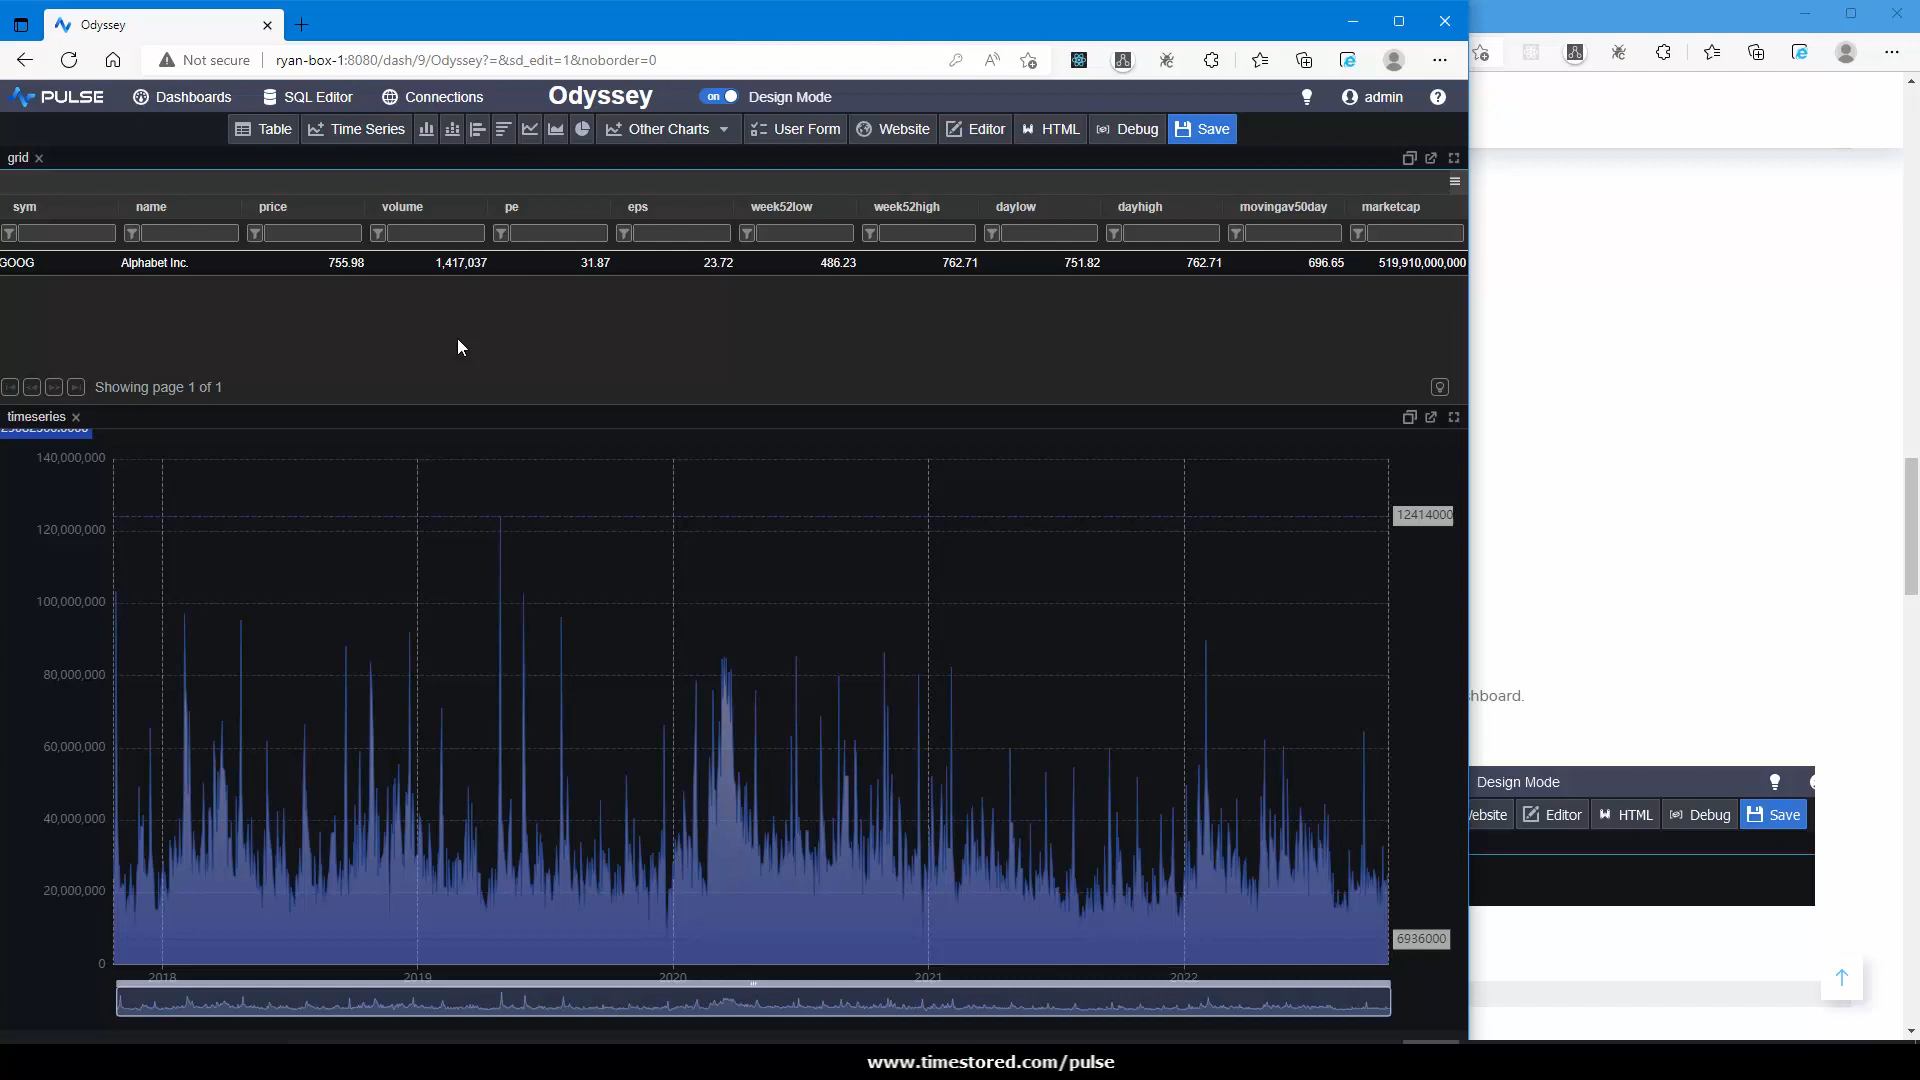 Odyssey
Not secure ryan-box-1:8080/dash/9/Odyssey?=&sd_edit=1&noborder=0
PULSE Dashboards SQL Editor Connections Odyssey on Design Mode admin
Table Time Series Other Charts User Form Website Editor HTML Debug Save
grid
sym name price volume pe eps week52low week52high daylow dayhigh movingav50day marketcap
GOOG Alphabet Inc. 755.98 1,417,037 31.87 23.72 486.23 762.71 751.82 762.71 696.65 519,910,000,000
Showing page 1 of 1
timeseries
140,000,000
12414000
120,000,000
100,000,000
80,000,000
60,000,000
40,000,000
20,000,000
6936000
0
2018 2019 2020 2021 2022
hboard.
Design Mode
ebsite Editor HTML Debug Save
www.timestored.com/pulse